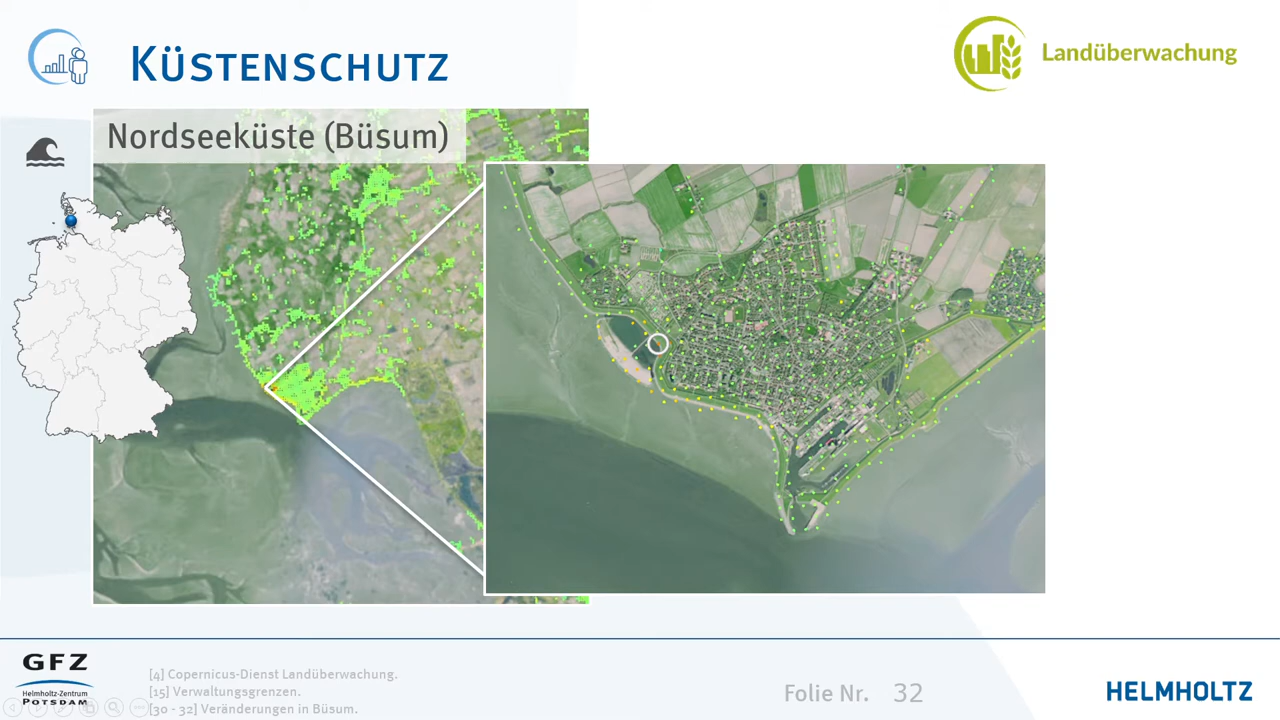 KÜSTENSCHUTZ
Landüberwachung
Nordseeküste (Büsum)
GFZ
Helmholtz-Zentrum
POTSDAM
[4] Copernicus-Dienst Landüberwachung.
[15] Verwaltungsgrenzen.
[30 - 32] Veränderungen in Büsum.
Folie Nr. 32
HELMHOLTZ